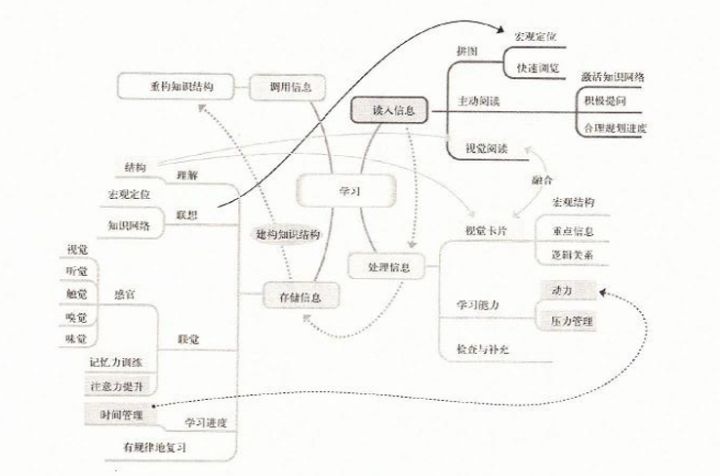 学习
读入信息
拼图
宏观定位
快速浏览
主动阅读
激活知识网络
积极提问
合理规划进度
视觉阅读
融合
处理信息
视觉卡片
宏观结构
重点信息
逻辑关系
学习能力
动力
压力管理
检查与补充
存储信息
理解
结构
联想
宏观定位
知识网络
联觉
感官
视觉
听觉
触觉
嗅觉
味觉
记忆力训练
注意力提升
学习进度
时间管理
有规律地复习
建构知识结构
调用信息
重构知识结构